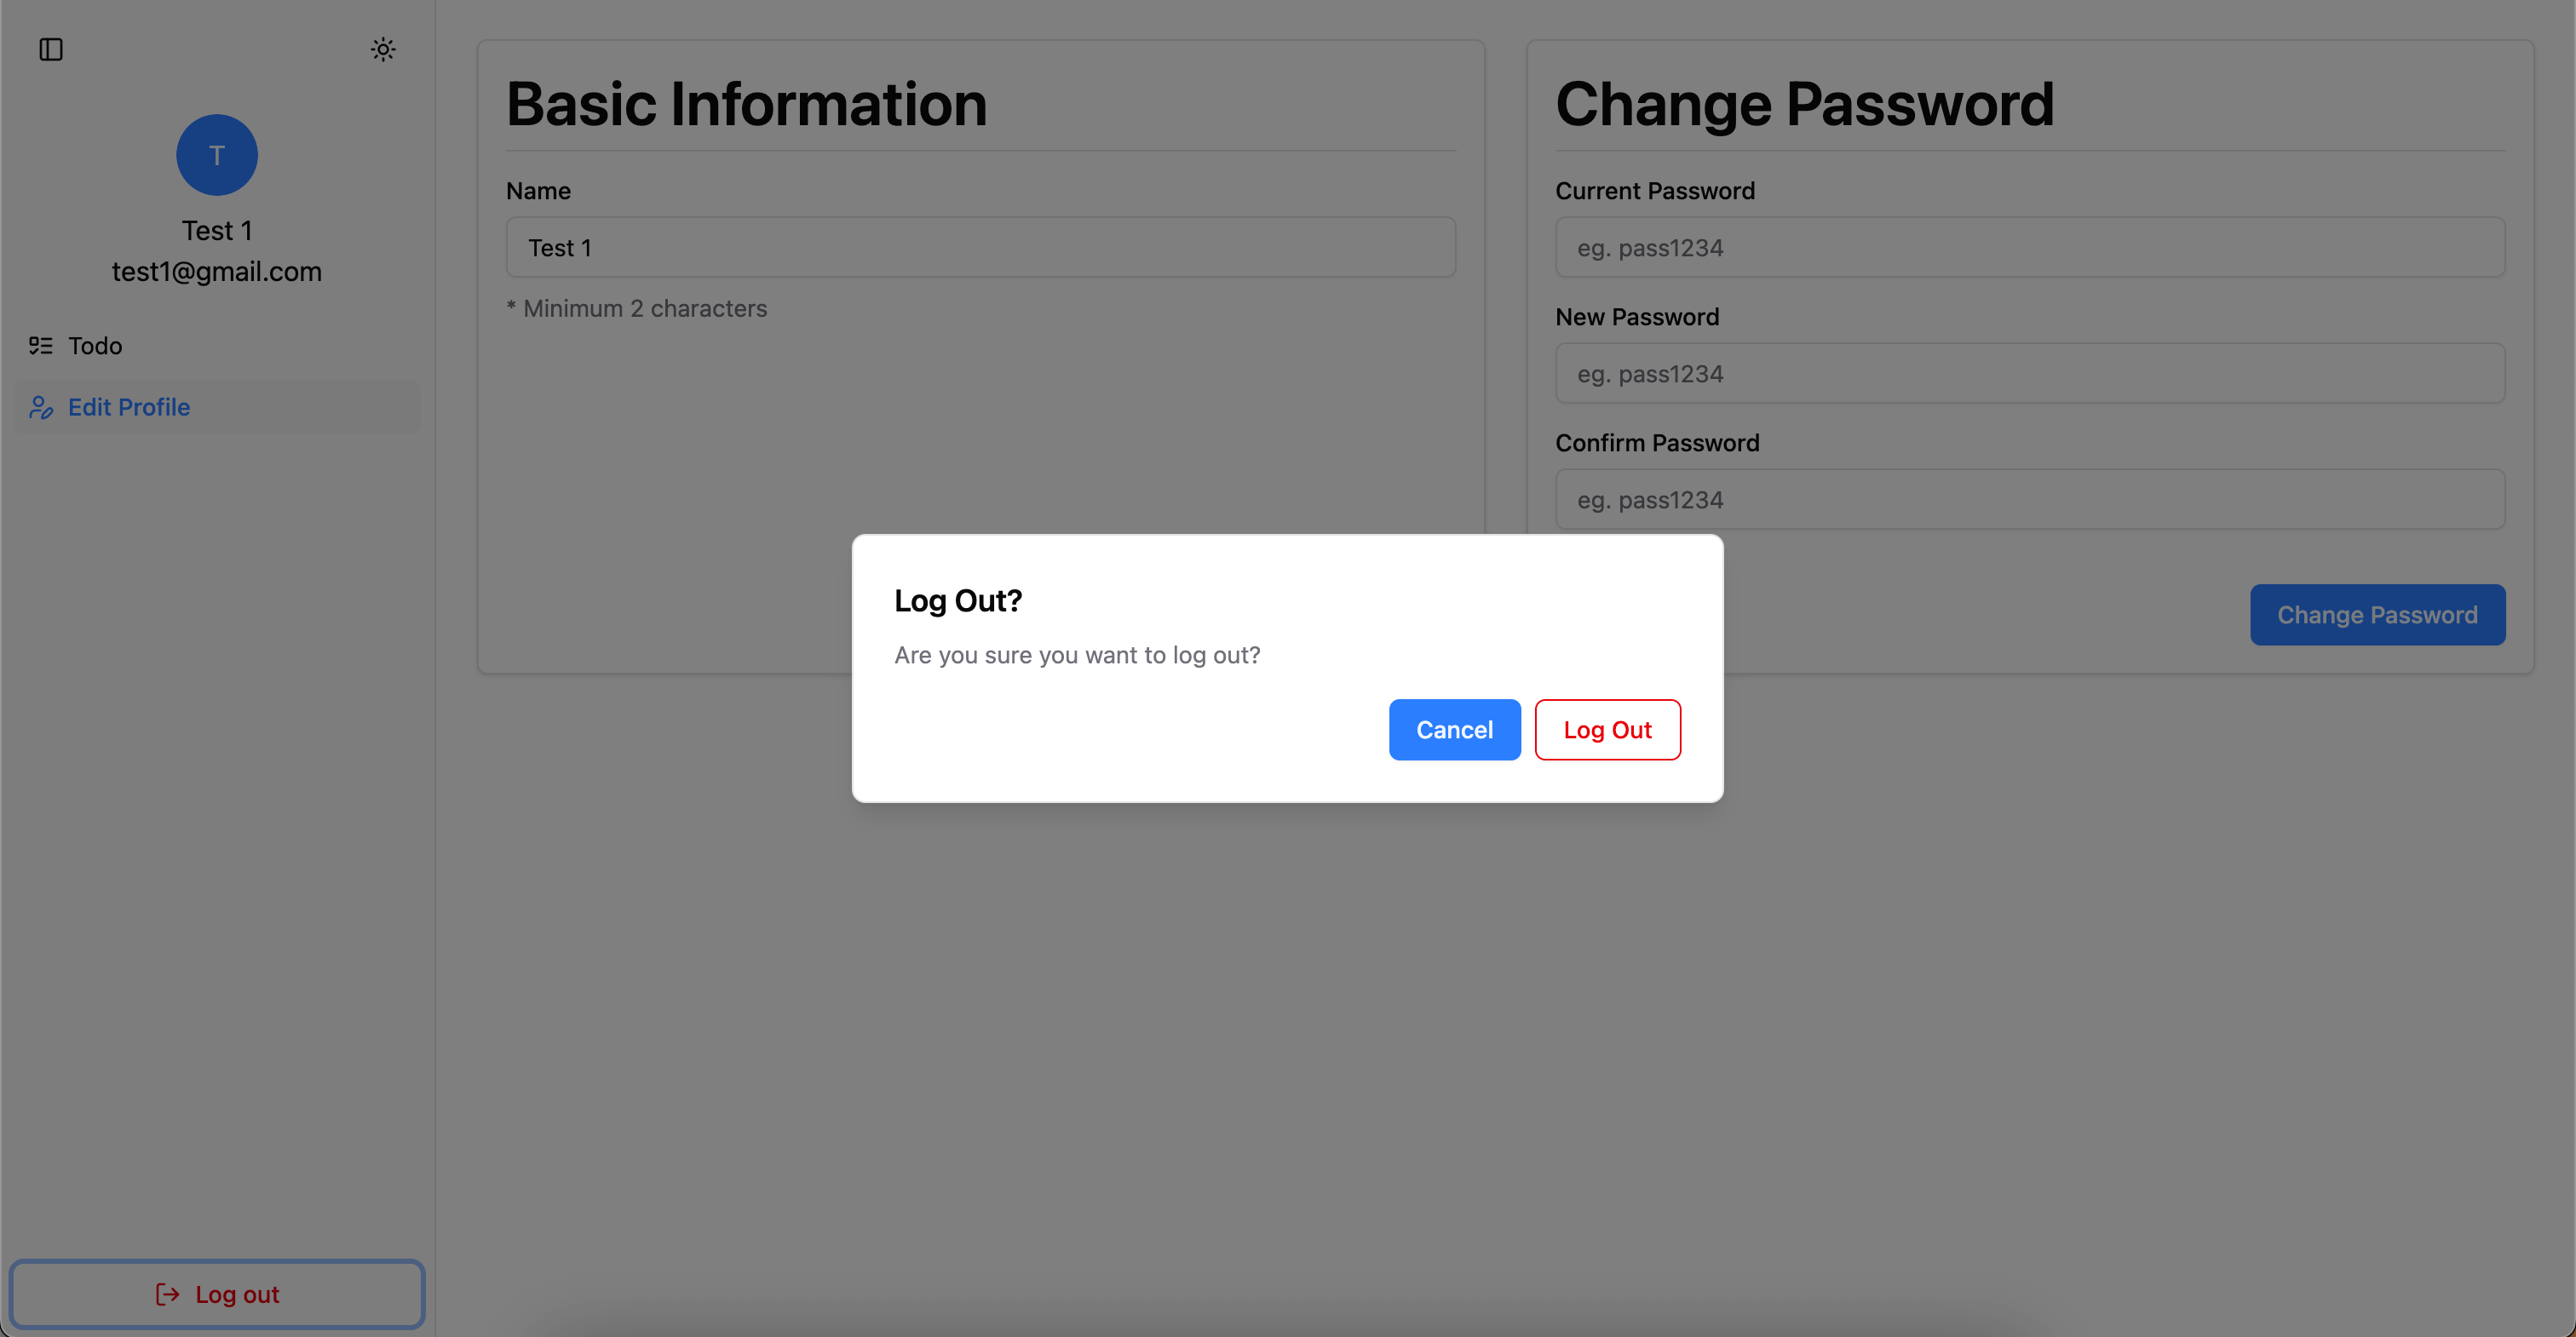 T
Test 1
test1@gmail.com
Todo
Edit Profile
Log out
Basic Information
Name
Test 1
* Minimum 2 characters
Change Password
Current Password
eg. pass1234
New Password
eg. pass1234
Confirm Password
eg. pass1234
Change Password
Log Out?
Are you sure you want to log out?
Cancel
Log Out